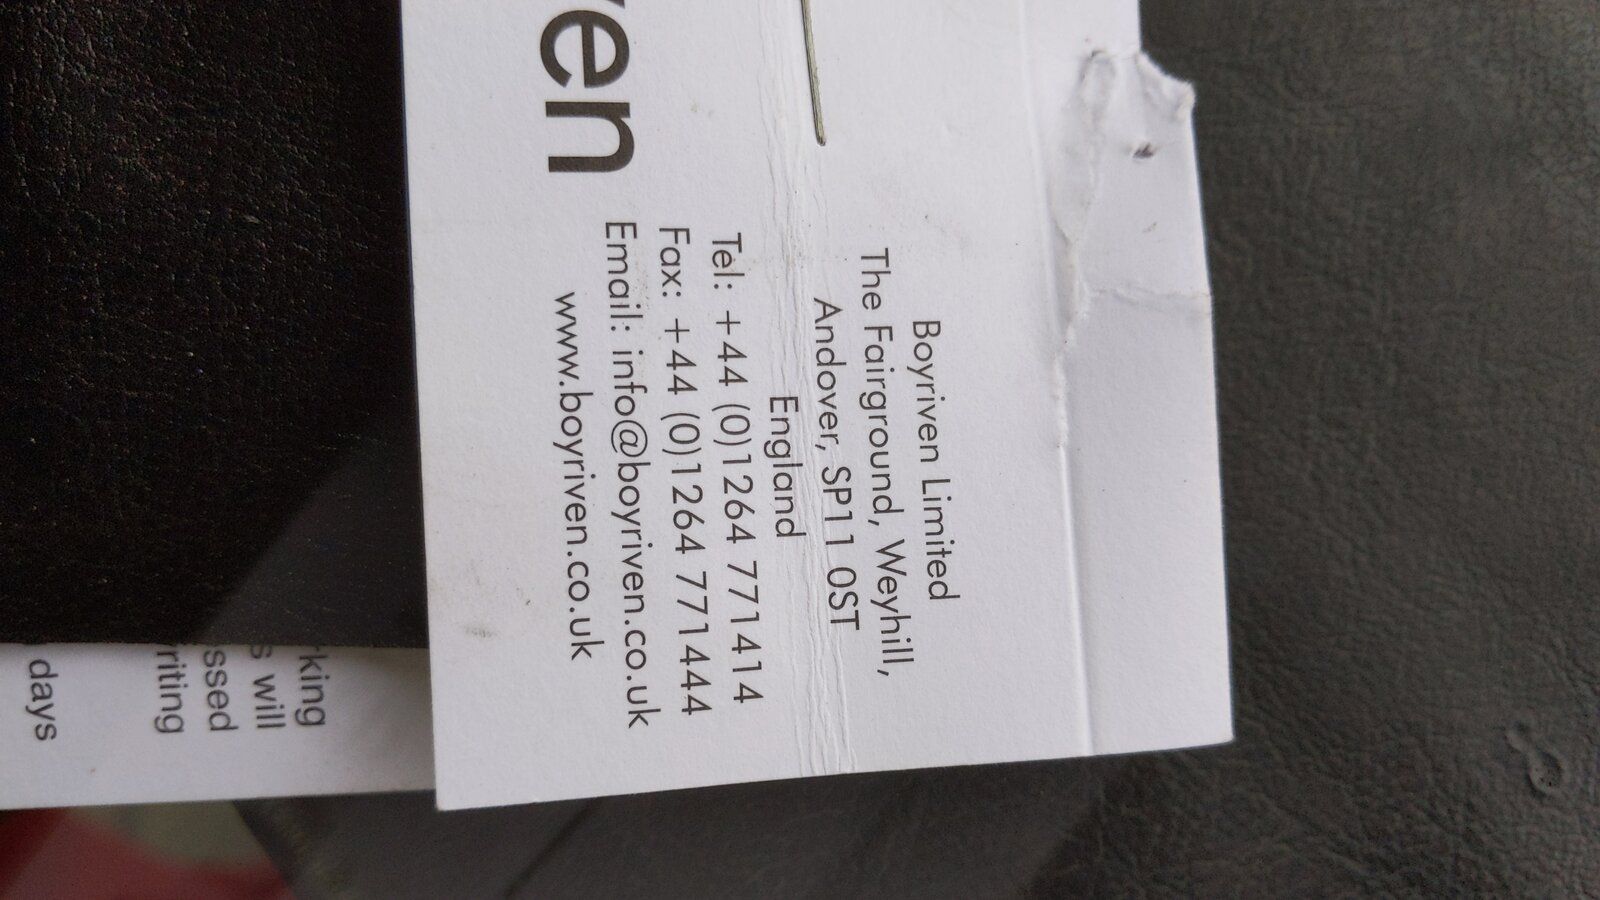 Boyriven Limited
The Fairground, Weyhill,
Andover, SP11 0ST
England
Tel: +44 (0)1264 771414
Fax: +44 (0)1264 771444
Email: info@boyriven.co.uk
www.boyriven.co.uk
ven
rking
s will
ssed
riting
days